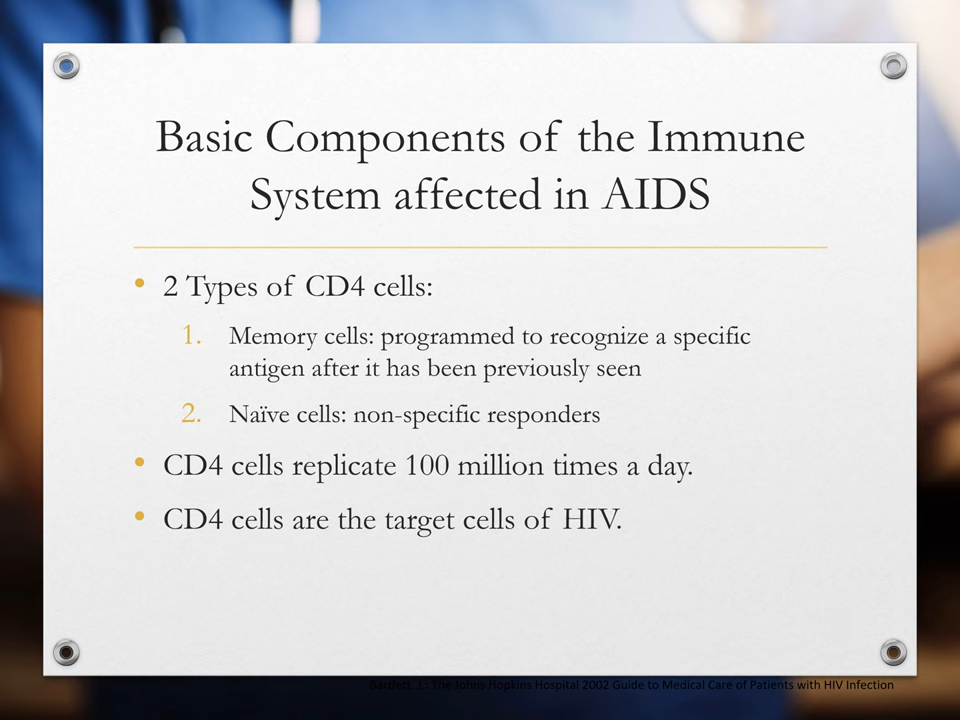 Basic Components of the Immune
System affected in AIDS
• 2 Types of CD4 cells:
1. Memory cells: programmed to recognize a specific
antigen after it has been previously seen
2. Naïve cells: non-specific responders
• CD4 cells replicate 100 million times a day.
• CD4 cells are the target cells of HIV.
Bartlett, J.: The Johns Hopkins Hospital 2002 Guide to Medical Care of Patients with HIV Infection